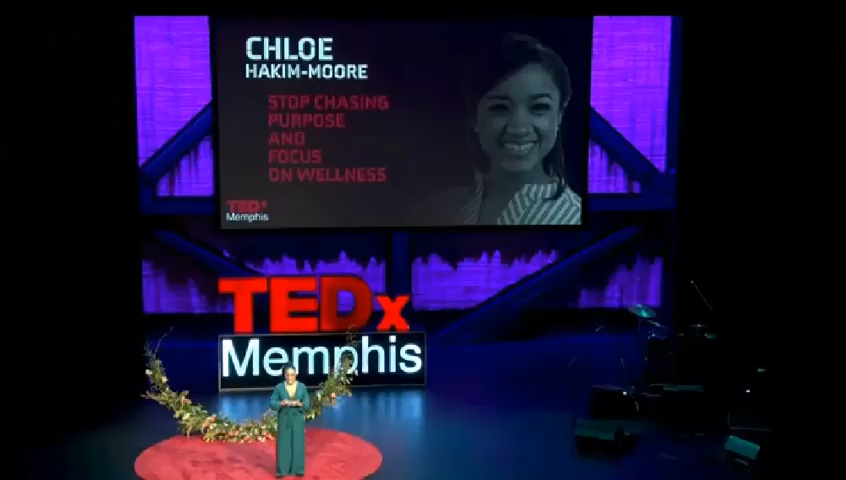 CHLOE
HAKIM-MOORE
STOP CHASING
PURPOSE
AND
FOCUS
ON WELLNESS
TEDx
Memphis
TEDx
Memphis